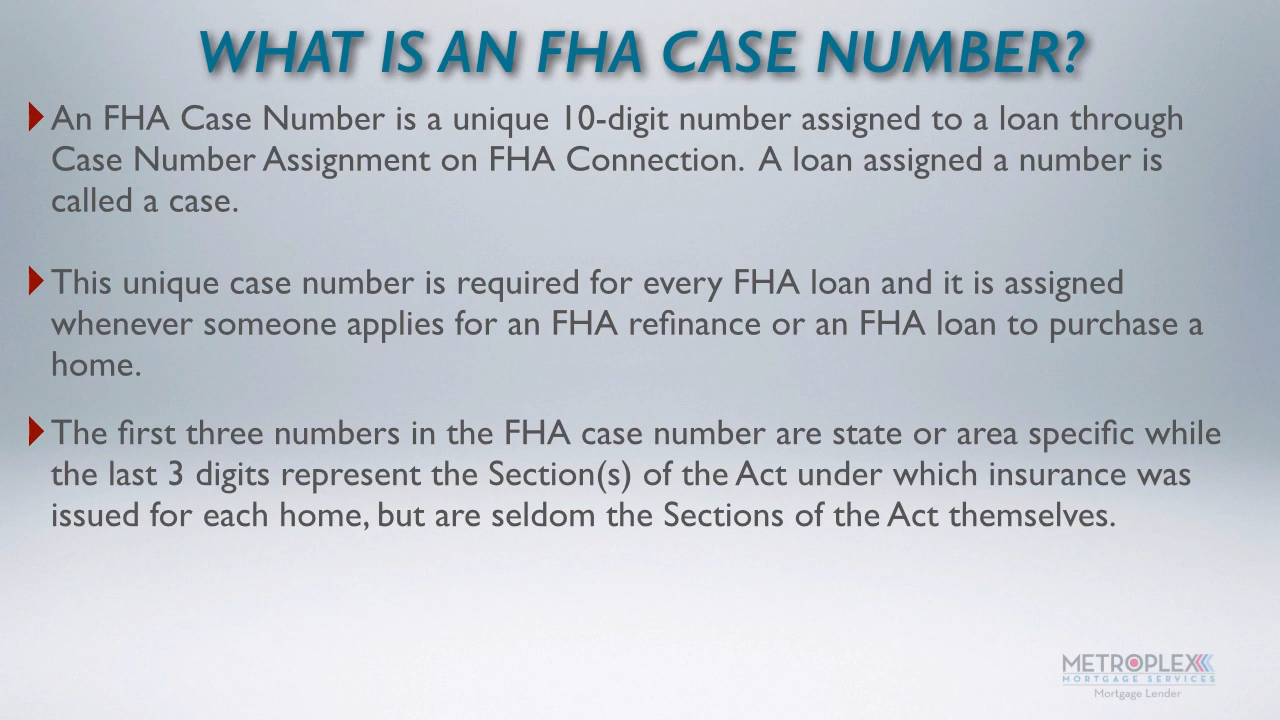 WHAT IS AN FHA CASE NUMBER?
An FHA Case Number is a unique 10-digit number assigned to a loan through
Case Number Assignment on FHA Connection. A loan assigned a number is
called a case.
This unique case number is required for every FHA loan and it is assigned
whenever someone applies for an FHA refinance or an FHA loan to purchase a
home.
The first three numbers in the FHA case number are state or area specific while
the last 3 digits represent the Section(s) of the Act under which insurance was
issued for each home, but are seldom the Sections of the Act themselves.
METROPLEX
MORTGAGE SERVICES
Mortgage Lender